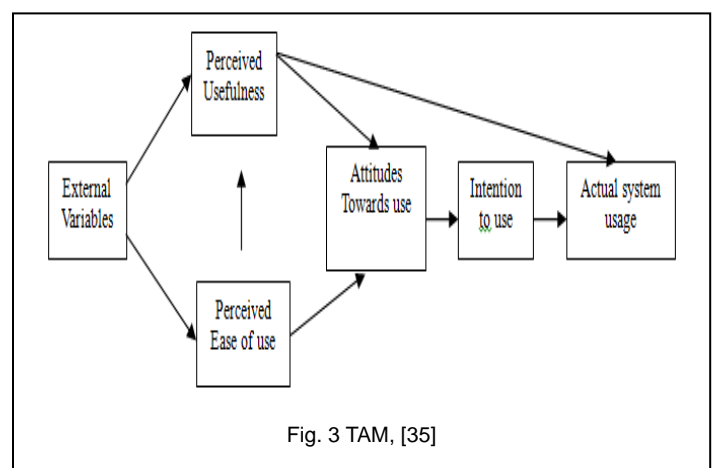 Perceived
Usefulness
External
Variables
Attitudes
Towards use
Intention
to use
Actual system
usage
Perceived
Ease of use
Fig. 3 TAM, [35]